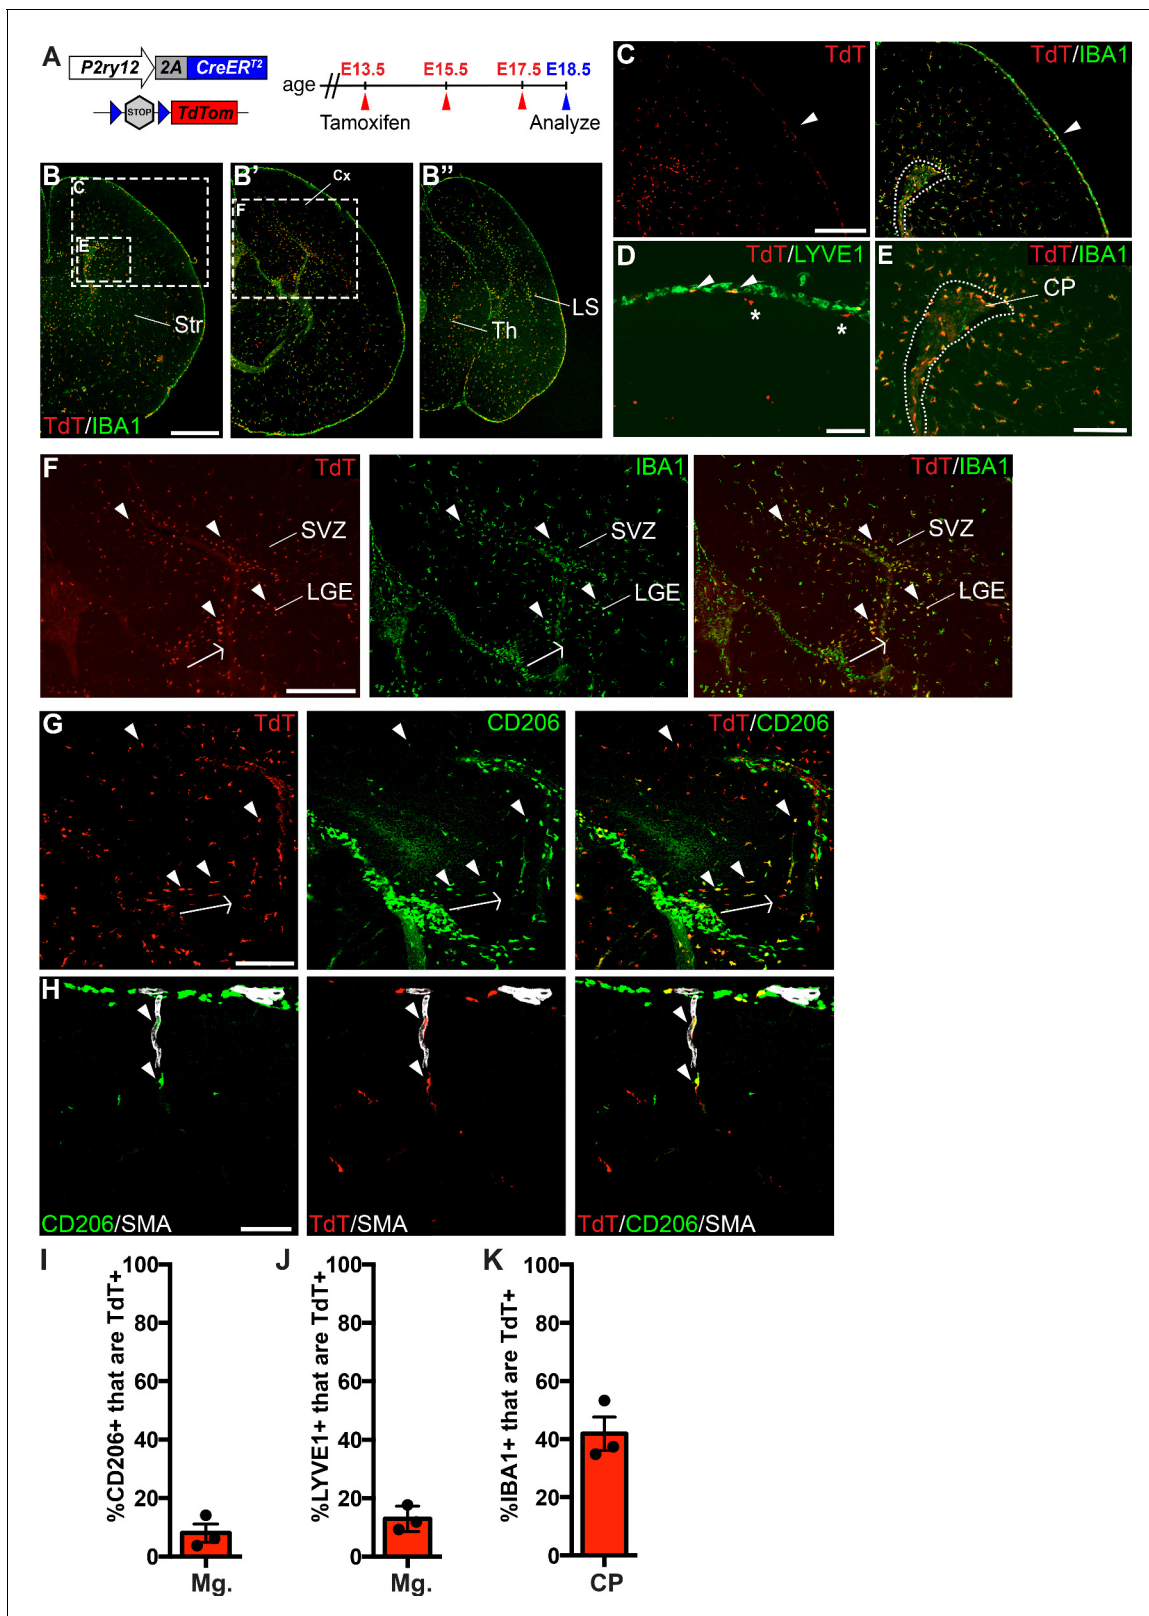 A
P2ry12
2A
CreERT2
STOP
TdTom
age
E13.5
E15.5
E17.5
E18.5
Tamoxifen
Analyze
B
C
E
Str
TdT/IBA1
B'
Cx
F
B''
LS
Th
C
TdT
TdT/IBA1
D
TdT/LYVE1
*
*
E
TdT/IBA1
CP
F
TdT
SVZ
LGE
IBA1
SVZ
LGE
TdT/IBA1
SVZ
LGE
G
TdT
CD206
TdT/CD206
H
CD206/SMA
TdT/SMA
TdT/CD206/SMA
I
%CD206+ that are TdT+
100
80
60
40
20
0
Mg.
J
%LYVE1+ that are TdT+
100
80
60
40
20
0
Mg.
K
%IBA1+ that are TdT+
100
80
60
40
20
0
CP